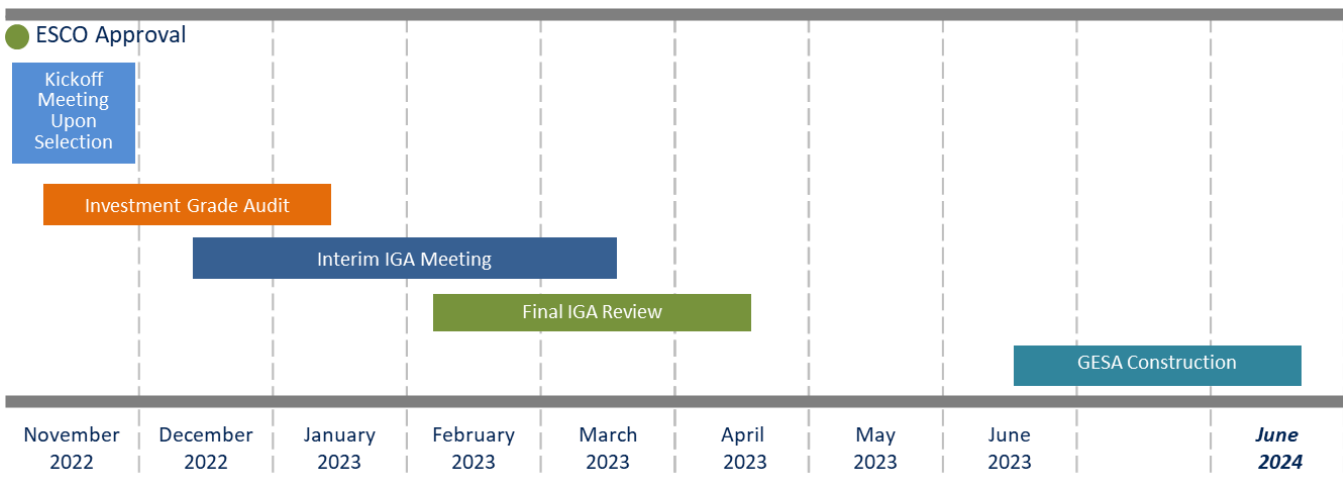 ESCO Approval
Kickoff
Meeting
Upon
Selection
Investment Grade Audit
Interim IGA Meeting
Final IGA Review
GESA Construction
November December January February March April May June June
2022 2022 2023 2023 2023 2023 2023 2023 2024